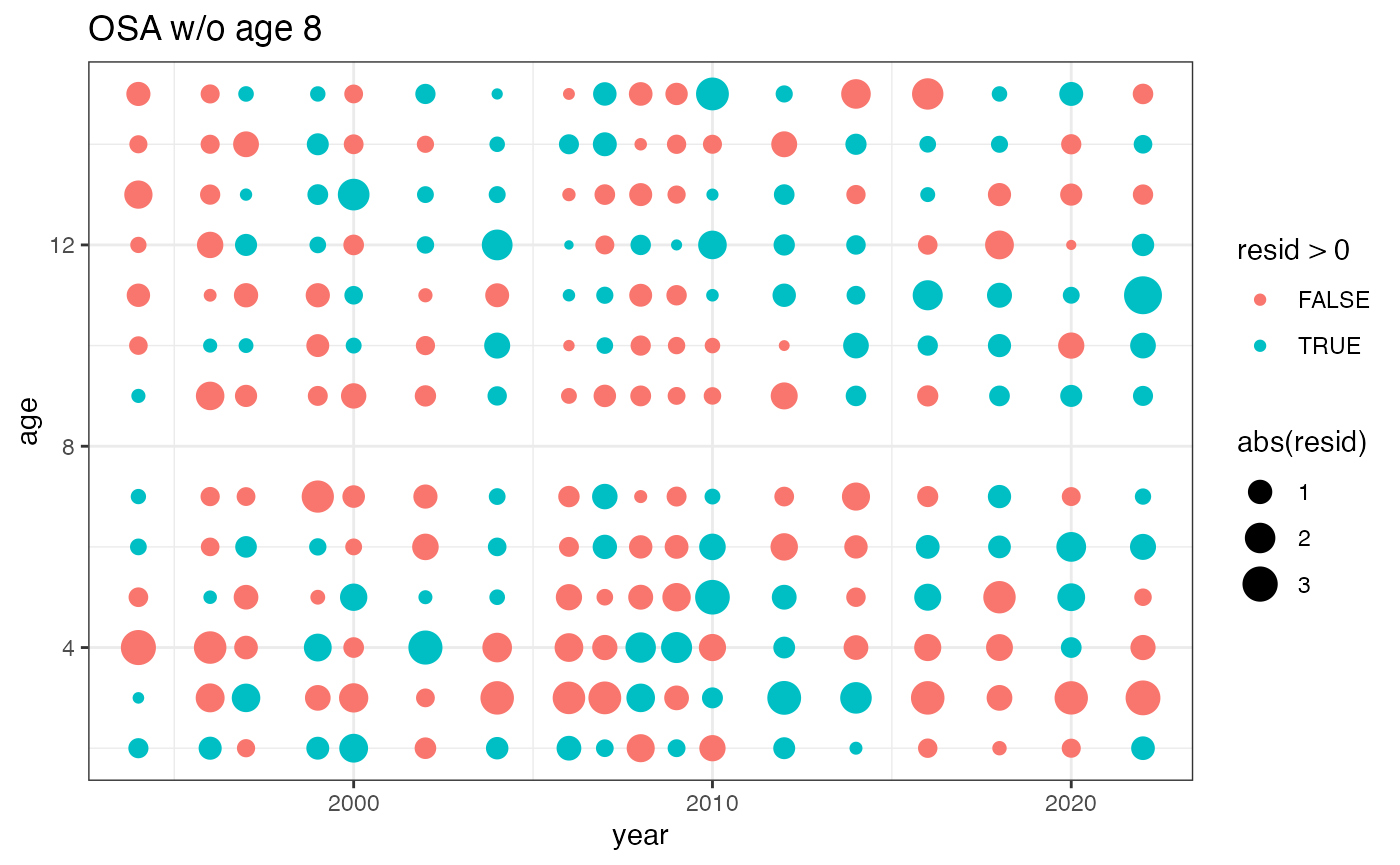 OSA w/o age 8
12
8
4
age
2000
2010
2020
year
resid > 0
FALSE
TRUE
abs(resid)
1
2
3